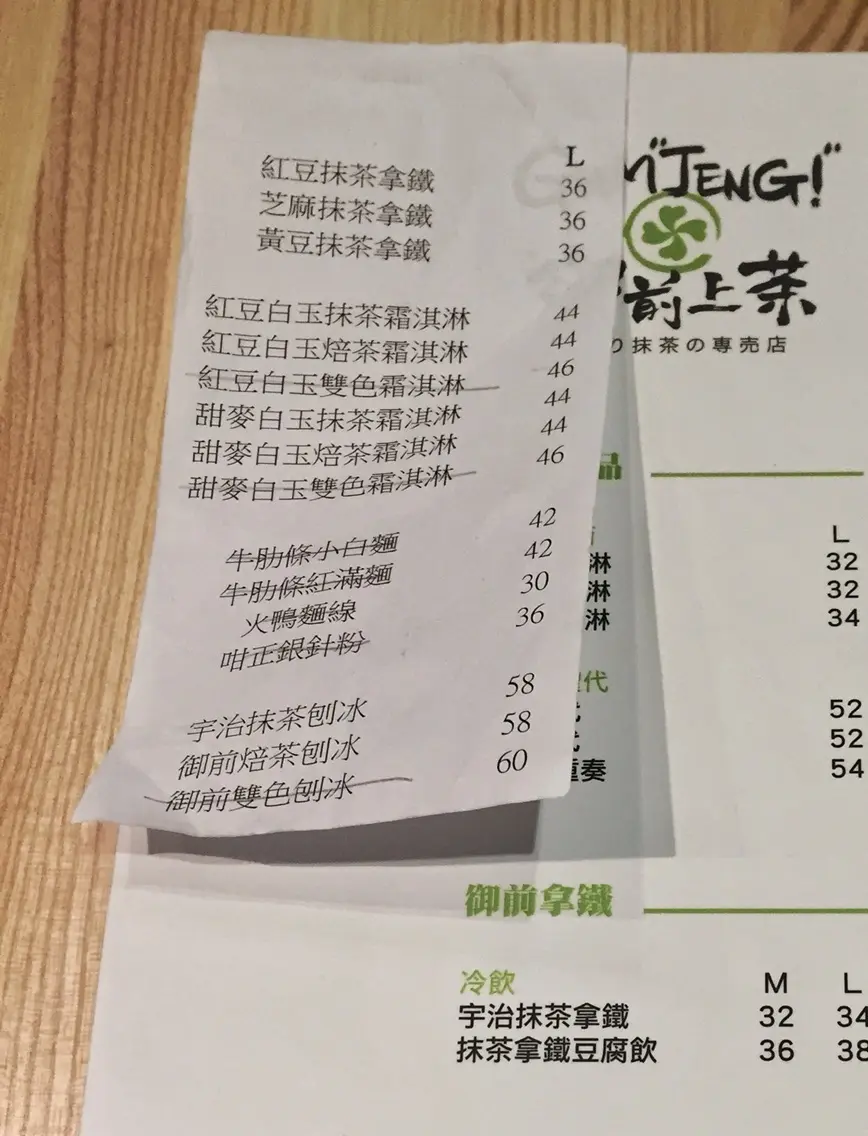 L
紅豆抹茶拿鐵 36
芝麻抹茶拿鐵 36
黃豆抹茶拿鐵 36
紅豆白玉抹茶霜淇淋 44
紅豆白玉焙茶霜淇淋 44
紅豆白玉雙色霜淇淋 46
甜麥白玉抹茶霜淇淋 44
甜麥白玉焙茶霜淇淋 44
甜麥白玉雙色霜淇淋 46
牛肋條小白麵 42
牛肋條紅滿麵 42
火鴨麵線 30
咁正銀針粉 36
宇治抹茶刨冰 58
御前焙茶刨冰 58
御前雙色刨冰 60
"JENG!"
前上茶
り抹茶の専売店
品
L
淋 32
淋 32
淋 34
代
52
52
重奏 54
御前拿鐵
冷飲 M L
宇治抹茶拿鐵 32 34
抹茶拿鐵豆腐飲 36 38